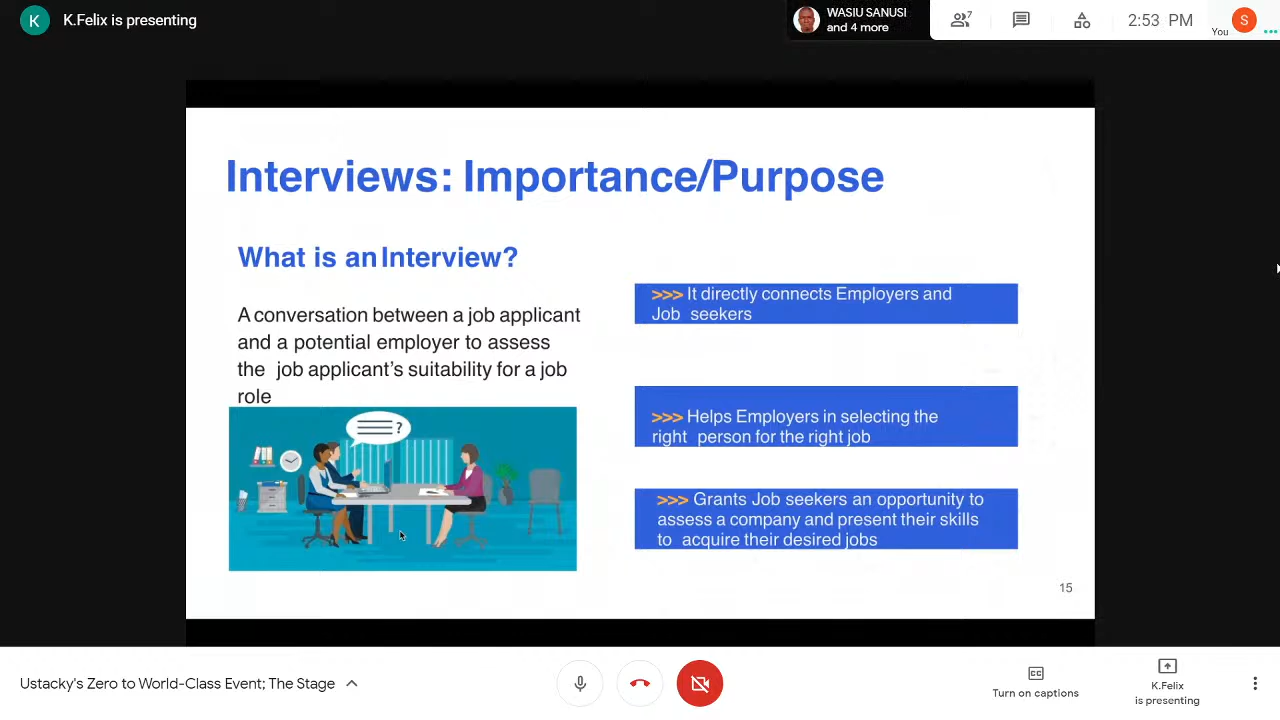 K
K.Felix is presenting
WASIU SANUSI
and 4 more
7
2:53 PM
You
S
Interviews: Importance/Purpose
What is an Interview?
A conversation between a job applicant
and a potential employer to assess
the job applicant's suitability for a job
role
?
>>> It directly connects Employers and
Job seekers
>>> Helps Employers in selecting the
right person for the right job
>>> Grants Job seekers an opportunity to
assess a company and present their skills
to acquire their desired jobs
15
Ustacky's Zero to World-Class Event; The Stage
CC
Turn on captions
K.Felix
is presenting